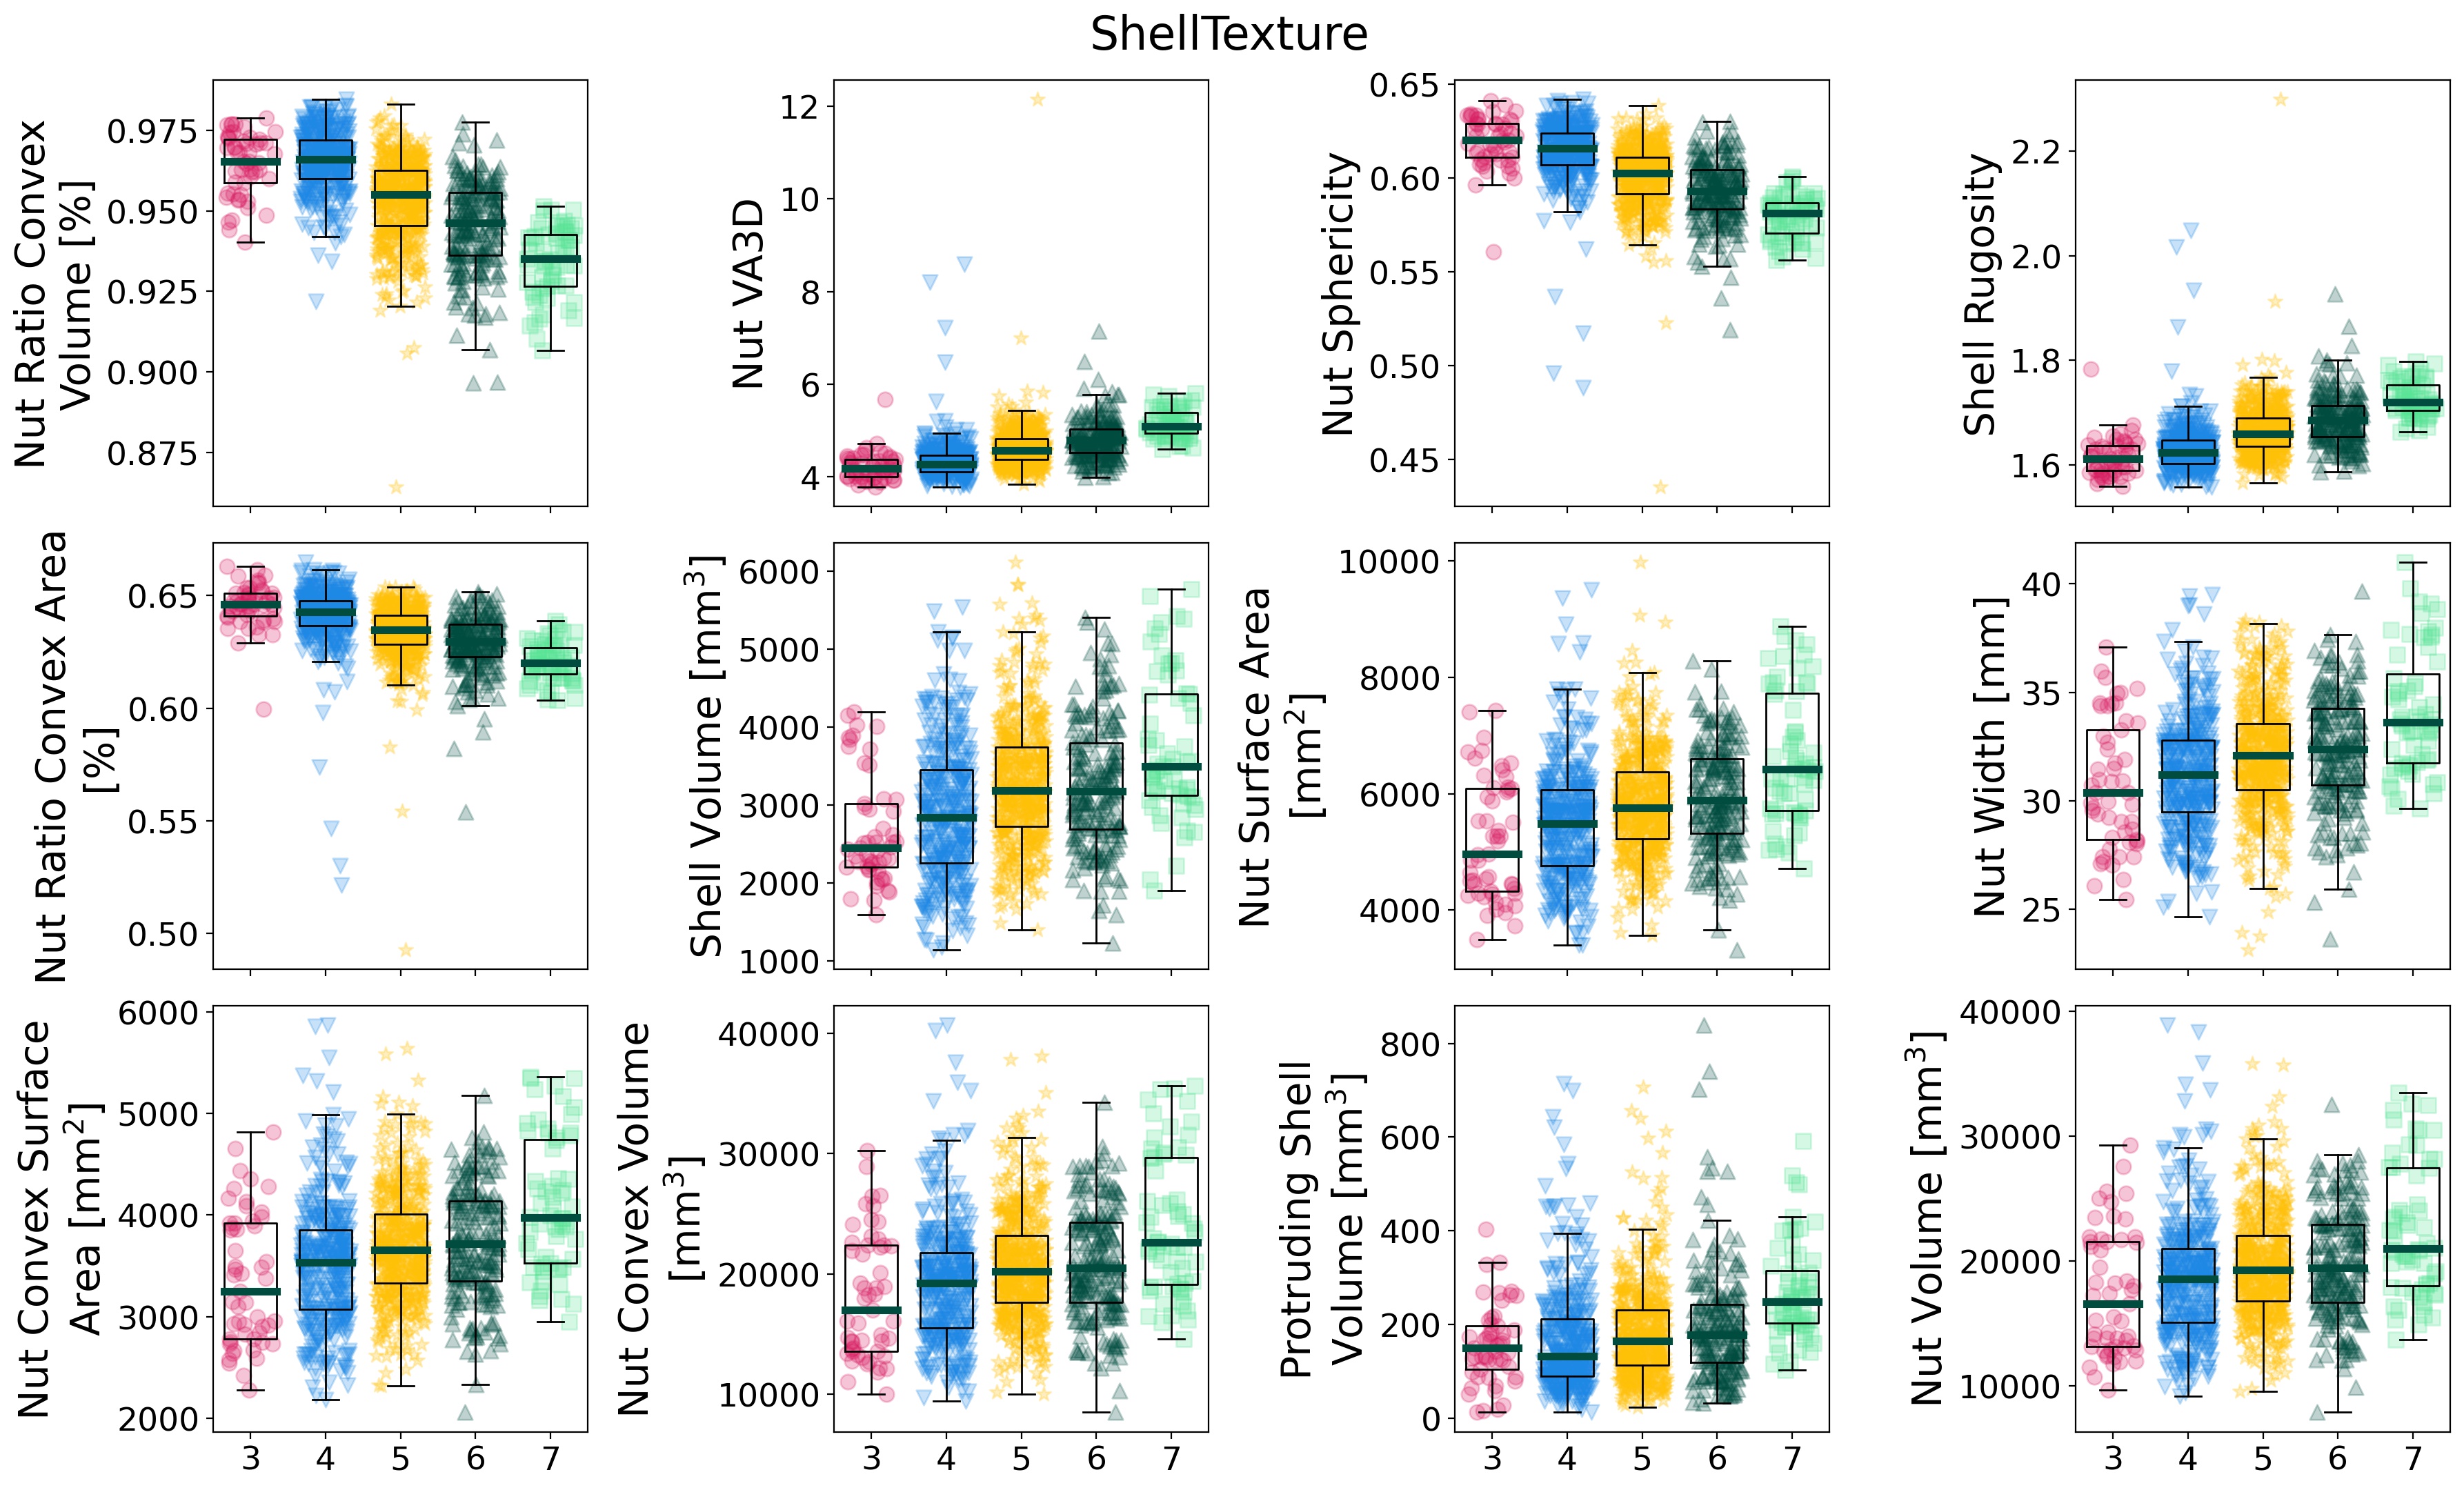 ShellTexture
Nut Ratio Convex
Volume [%]
0.975
0.950
0.925
0.900
0.875
Nut VA3D
12
10
8
6
4
Nut Sphericity
0.65
0.60
0.55
0.50
0.45
Shell Rugosity
2.2
2.0
1.8
1.6
Nut Ratio Convex Area
[%]
0.65
0.60
0.55
0.50
Shell Volume [mm³]
6000
5000
4000
3000
2000
1000
Nut Surface Area
[mm²]
10000
8000
6000
4000
Nut Width [mm]
40
35
30
25
Nut Convex Surface
Area [mm²]
6000
5000
4000
3000
2000
3 4 5 6 7
Nut Convex Volume
[mm³]
40000
30000
20000
10000
3 4 5 6 7
Protruding Shell
Volume [mm³]
800
600
400
200
0
3 4 5 6 7
Nut Volume [mm³]
40000
30000
20000
10000
3 4 5 6 7